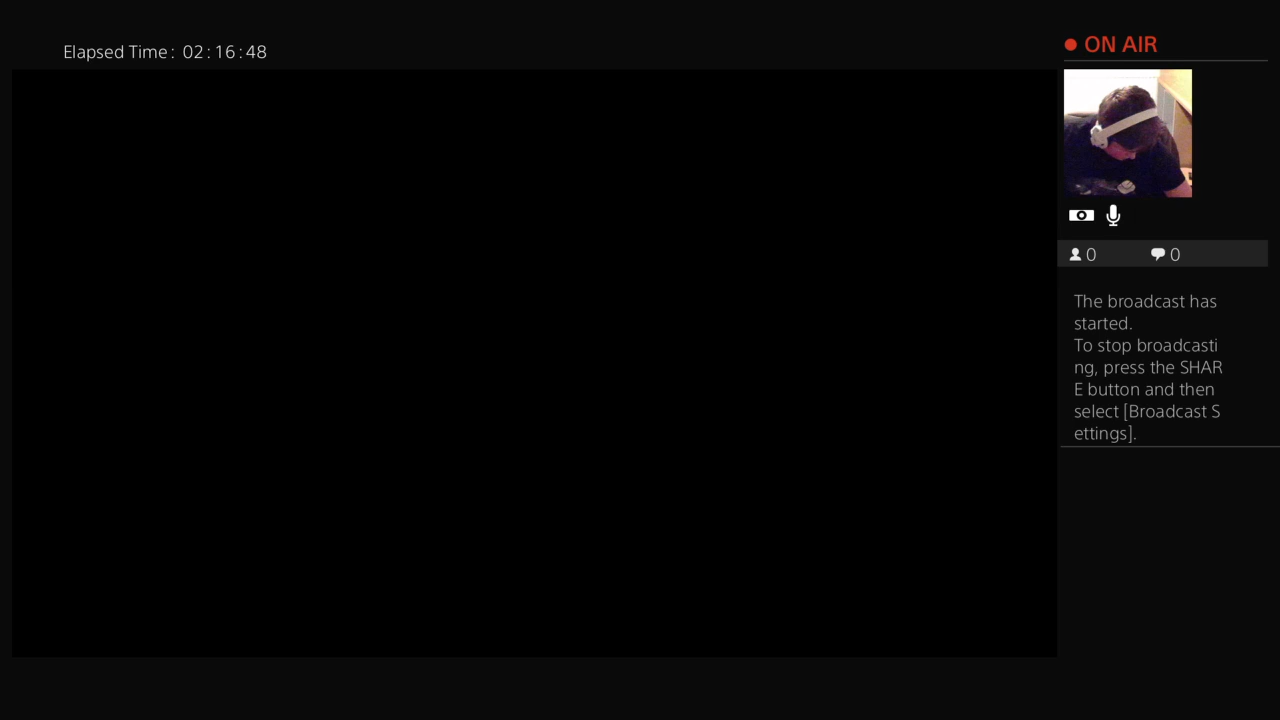 Elapsed Time: 02:16:48
ON AIR
0 0
The broadcast has
started.
To stop broadcasti
ng, press the SHAR
E button and then
select [Broadcast S
ettings].